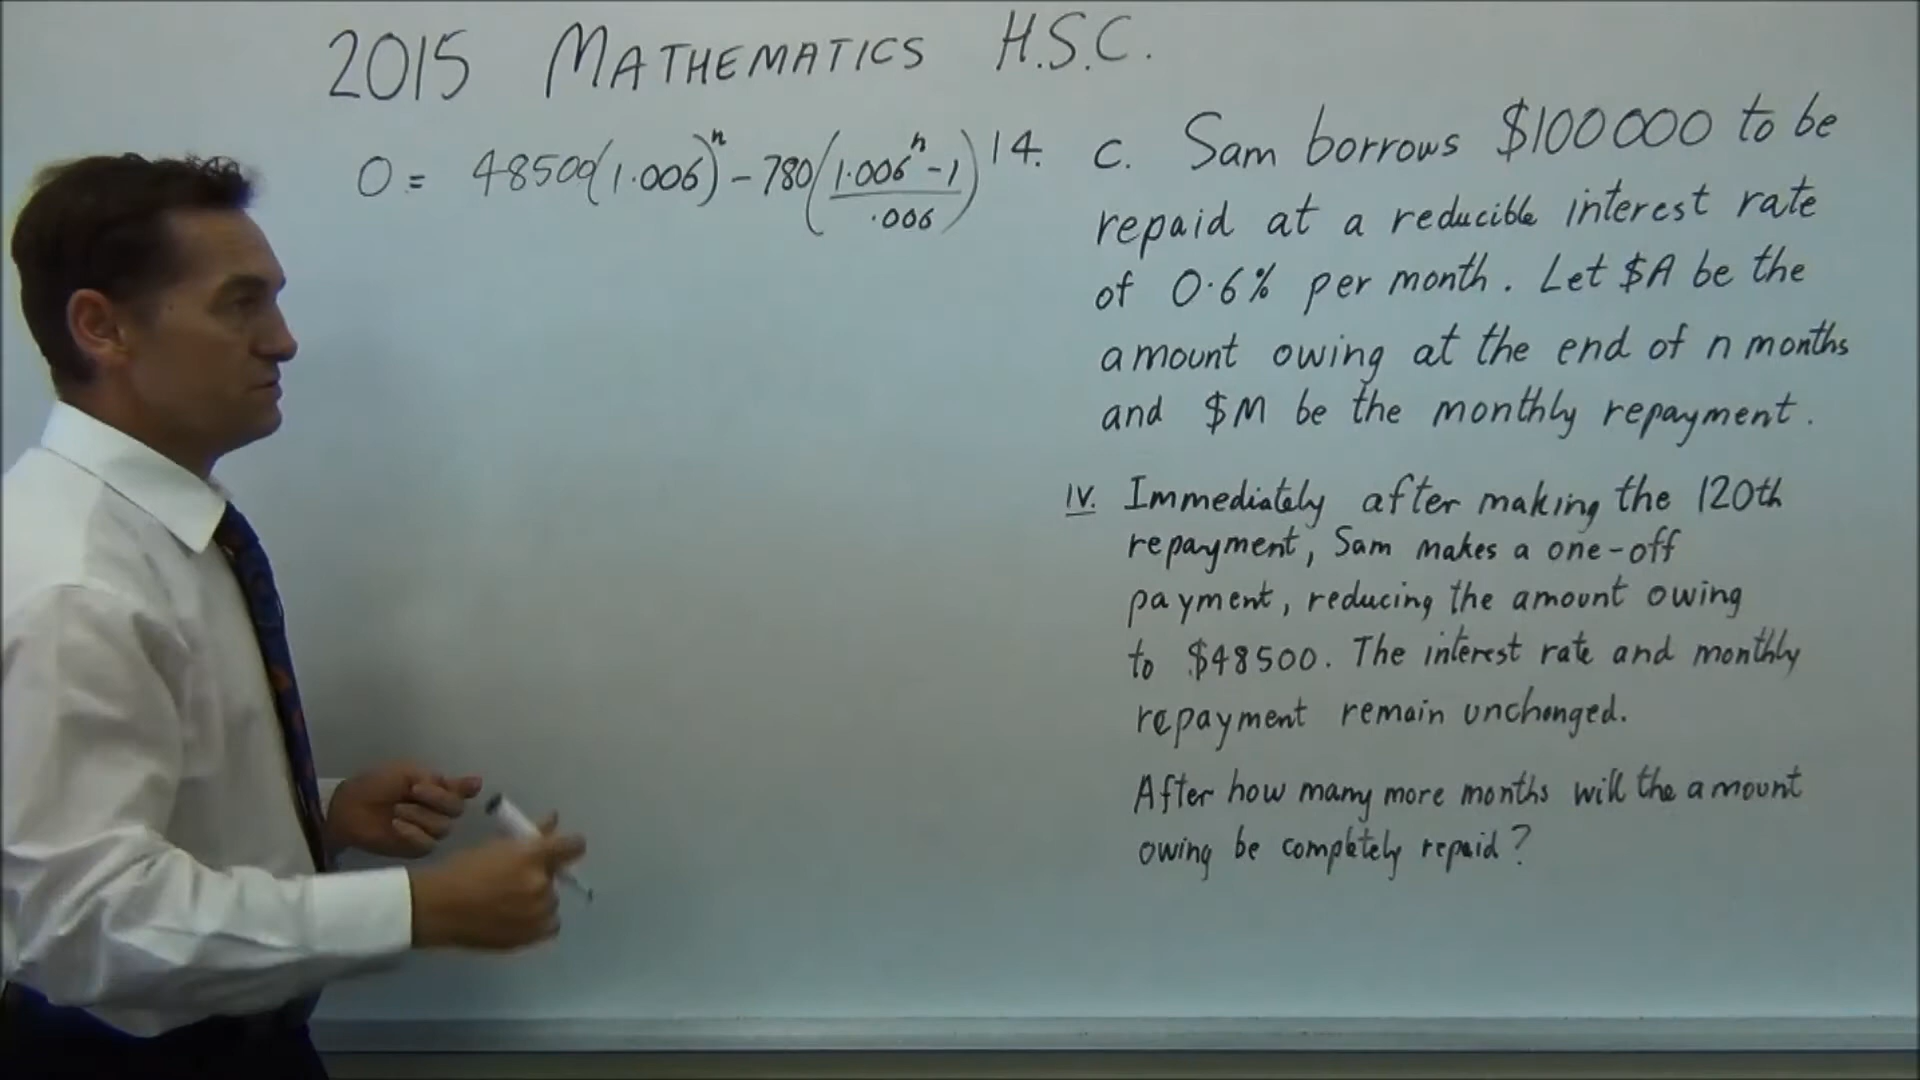 2015 MATHEMATICS H.S.C.
0 = 48500(1.006)^n - 780(1.006^n - 1 / .006)
14. c. Sam borrows $100000 to be
repaid at a reducible interest rate
of 0.6% per month. Let $A be the
amount owing at the end of n months
and $M be the monthly repayment.
iv. Immediately after making the 120th
repayment, Sam makes a one-off
payment, reducing the amount owing
to $48500. The interest rate and monthly
repayment remain unchanged.
After how many more months will the amount
owing be completely repaid?